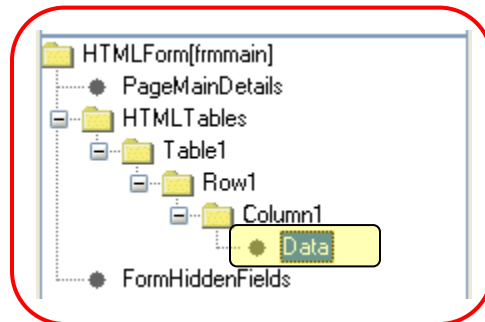 HTMLForm[frmmain]
PageMainDetails
HTMLTables
Table1
Row1
Column1
Data
FormHiddenFields